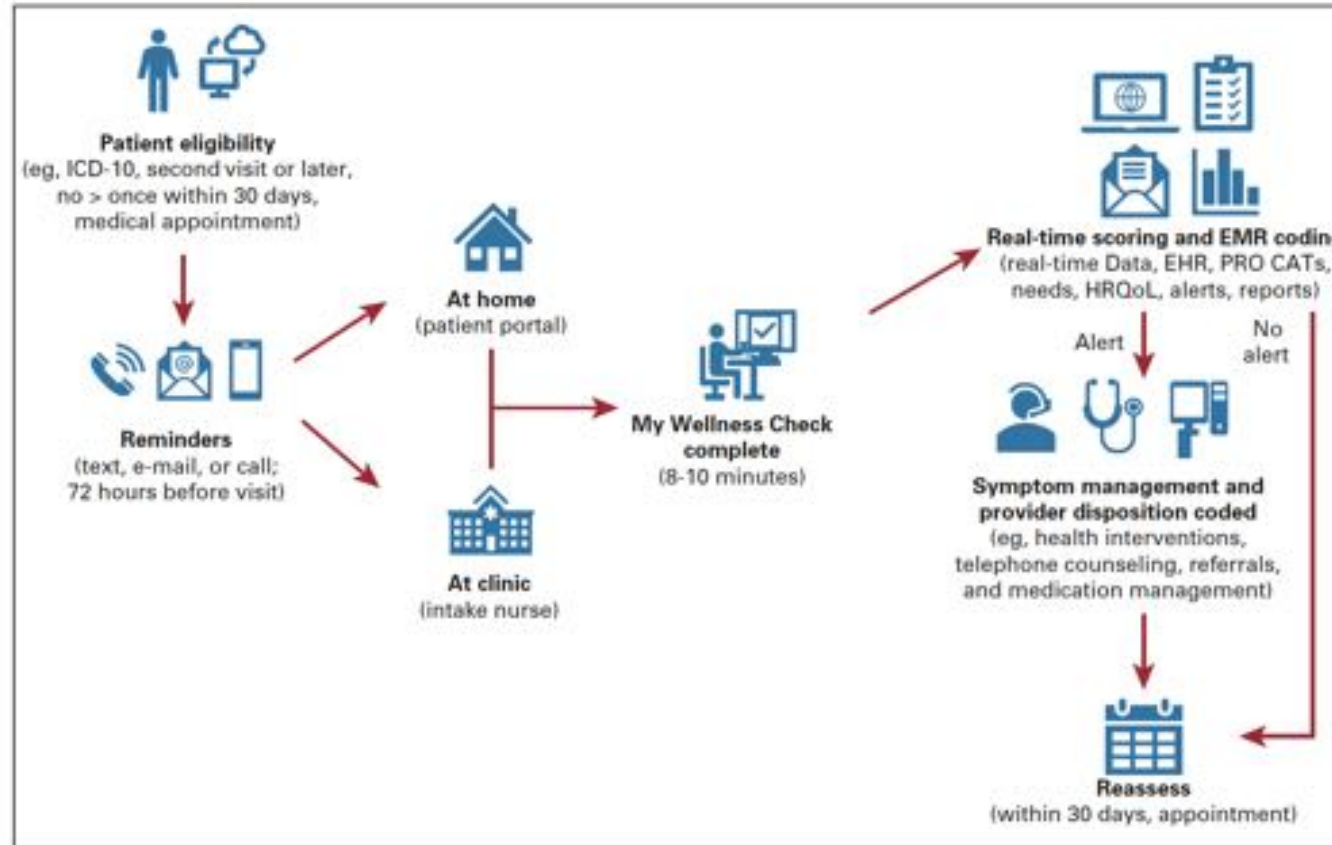 Patient eligibility
(eg, ICD-10, second visit or later,
no > once within 30 days,
medical appointment)
Reminders
(text, e-mail, or call;
72 hours before visit)
At home
(patient portal)
At clinic
(intake nurse)
My Wellness Check
complete
(8-10 minutes)
Real-time scoring and EMR coding
(real-time Data, EHR, PRO CATs,
needs, HRQoL, alerts, reports)
Alert
No
alert
Symptom management and
provider disposition coded
(eg, health interventions,
telephone counseling, referrals,
and medication management)
Reassess
(within 30 days, appointment)